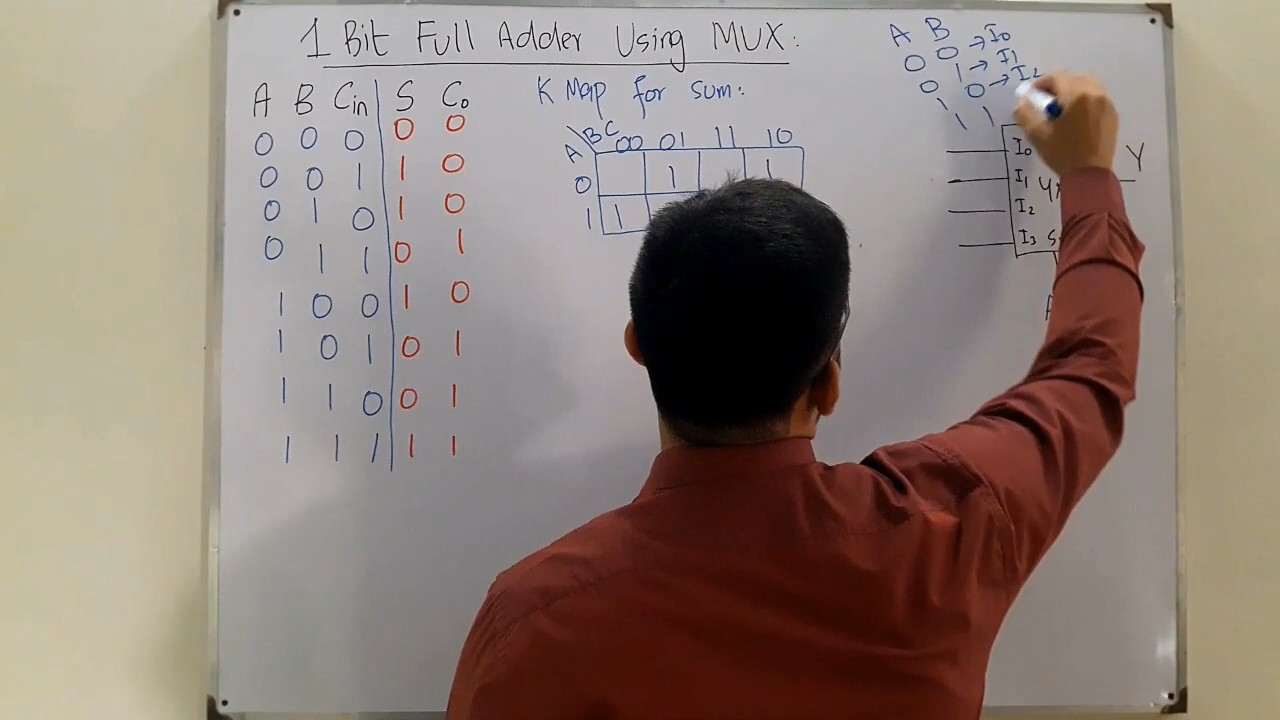 1 Bit Full Adder Using MUX:
A B Cin S Co
0 0 0 0 0
0 0 1 1 0
0 1 0 1 0
0 1 1 0 1
1 0 0 1 0
1 0 1 0 1
1 1 0 0 1
1 1 1 1 1
K Map for sum:
A BC 00 01 11 10
0 1 1
1 1
A B
0 0 → I0
0 1 → I1
1 0 → I2
1 1
I0
I1
I2
I3
Y